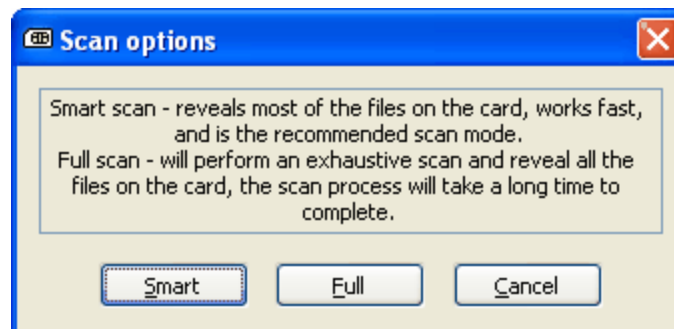 Scan options
Smart scan - reveals most of the files on the card, works fast,
and is the recommended scan mode.
Full scan - will perform an exhaustive scan and reveal all the
files on the card, the scan process will take a long time to
complete.
Smart Full Cancel